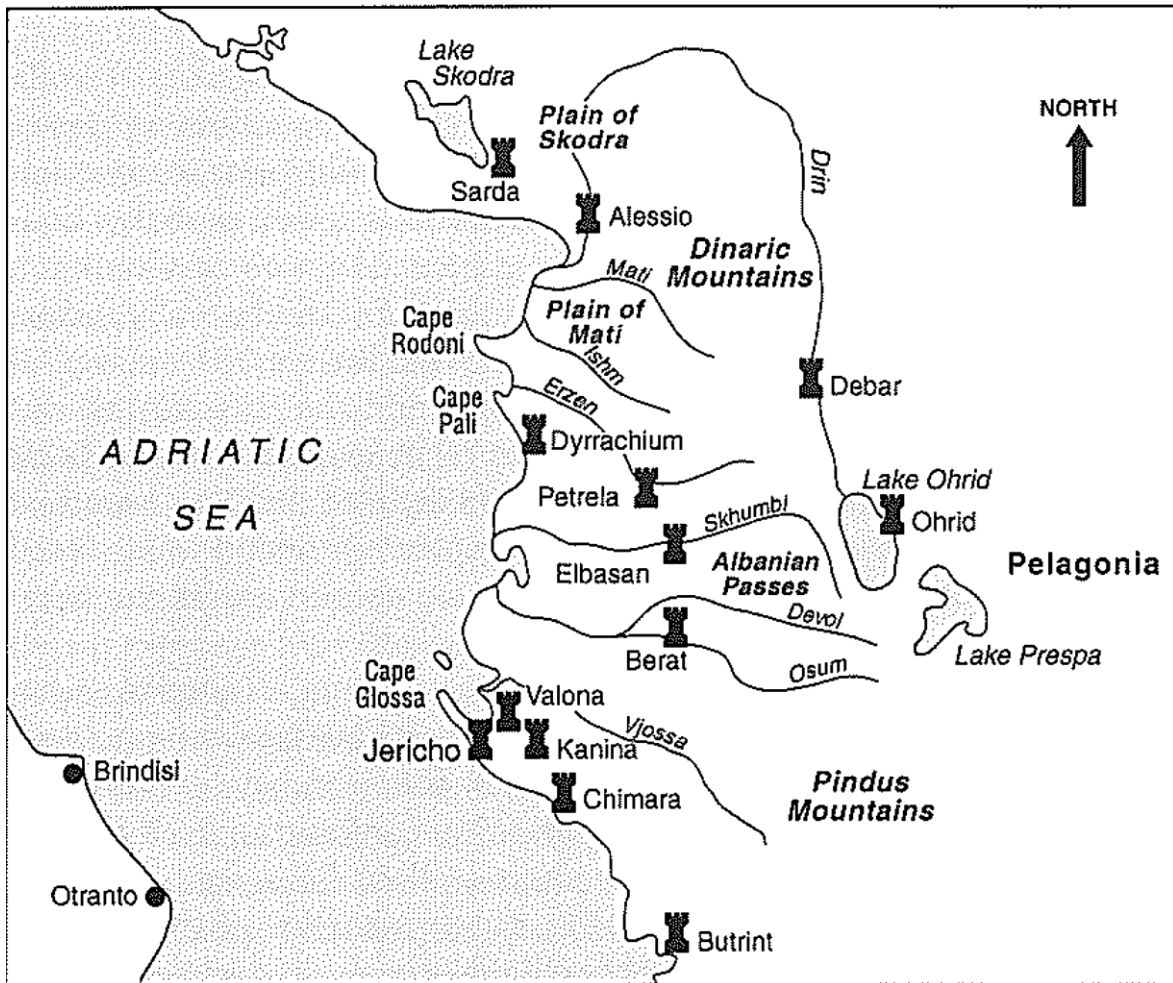 Lake
Skodra
Plain of
Skodra
NORTH
Drin
Sarda
Alessio
Dinaric
Mountains
Mati
Plain of
Mati
Cape
Rodoni
Ishm
Debar
Erzen
Cape
Pali
Dyrrachium
ADRIATIC
SEA
Petrela
Lake Ohrid
Ohrid
Skhumbi
Elbasan
Albanian
Passes
Pelagonia
Devol
Berat
Osum
Lake Prespa
Cape
Glossa
Valona
Vjossa
Jericho
Kanina
Brindisi
Chimara
Pindus
Mountains
Otranto
Butrint